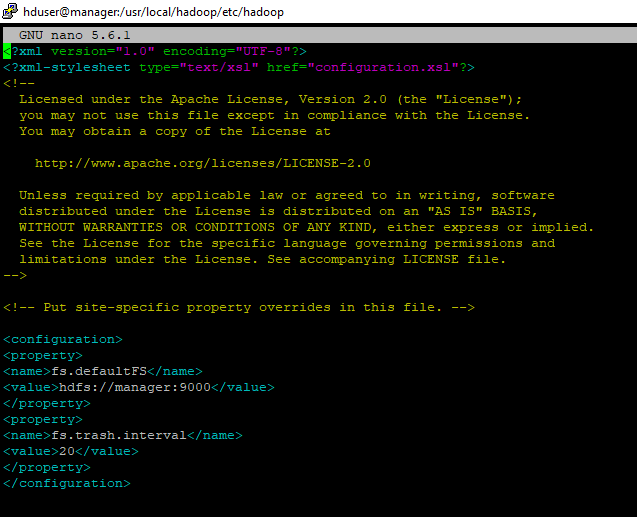 hduser@manager:/usr/local/hadoop/etc/hadoop
GNU nano 5.6.1
<?xml version="1.0" encoding="UTF-8"?>
<?xml-stylesheet type="text/xsl" href="configuration.xsl"?>
<!--
  Licensed under the Apache License, Version 2.0 (the "License");
  you may not use this file except in compliance with the License.
  You may obtain a copy of the License at
    http://www.apache.org/licenses/LICENSE-2.0
  Unless required by applicable law or agreed to in writing, software
  distributed under the License is distributed on an "AS IS" BASIS,
  WITHOUT WARRANTIES OR CONDITIONS OF ANY KIND, either express or implied.
  See the License for the specific language governing permissions and
  limitations under the License. See accompanying LICENSE file.
-->
<!-- Put site-specific property overrides in this file. -->
<configuration>
<property>
<name>fs.defaultFS</name>
<value>hdfs://manager:9000</value>
</property>
<property>
<name>fs.trash.interval</name>
<value>20</value>
</property>
</configuration>